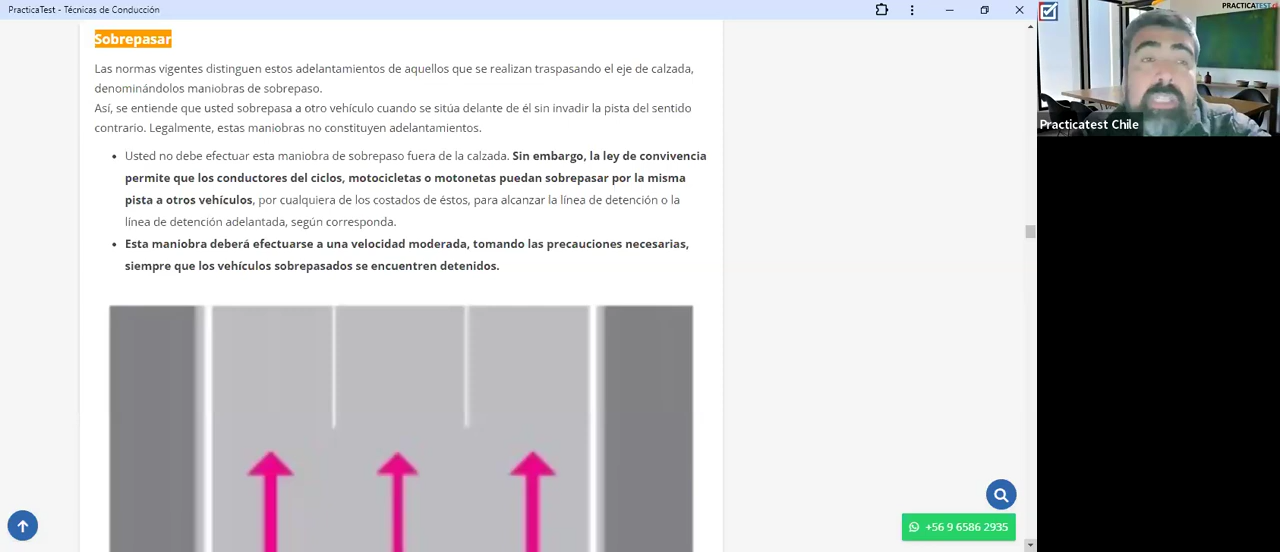 PracticaTest - Técnicas de Conducción
PRACTICATEST
Sobrepasar
Las normas vigentes distinguen estos adelantamientos de aquellos que se realizan traspasando el eje de calzada,
denominándolos maniobras de sobrepaso.
Así, se entiende que usted sobrepasa a otro vehículo cuando se sitúa delante de él sin invadir la pista del sentido
contrario. Legalmente, estas maniobras no constituyen adelantamientos.
Usted no debe efectuar esta maniobra de sobrepaso fuera de la calzada. Sin embargo, la ley de convivencia
permite que los conductores del ciclos, motocicletas o motonetas puedan sobrepasar por la misma
pista a otros vehículos, por cualquiera de los costados de éstos, para alcanzar la línea de detención o la
línea de detención adelantada, según corresponda.
Esta maniobra deberá efectuarse a una velocidad moderada, tomando las precauciones necesarias,
siempre que los vehículos sobrepasados se encuentren detenidos.
Practicatest Chile
+56 9 6586 2935